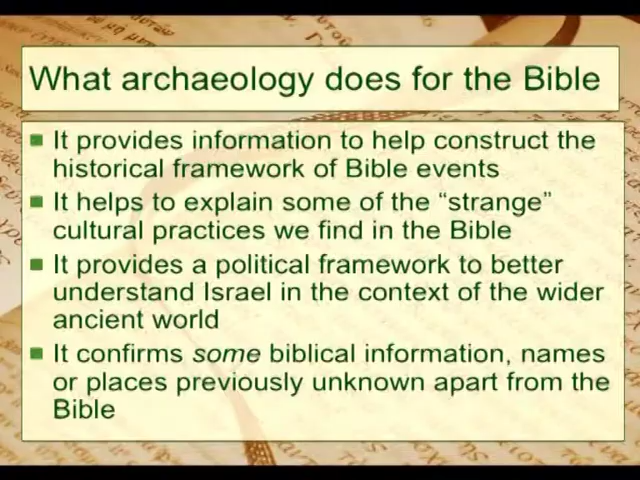 What archaeology does for the Bible
It provides information to help construct the
historical framework of Bible events
It helps to explain some of the “strange”
cultural practices we find in the Bible
It provides a political framework to better
understand Israel in the context of the wider
ancient world
It confirms some biblical information, names
or places previously unknown apart from the
Bible